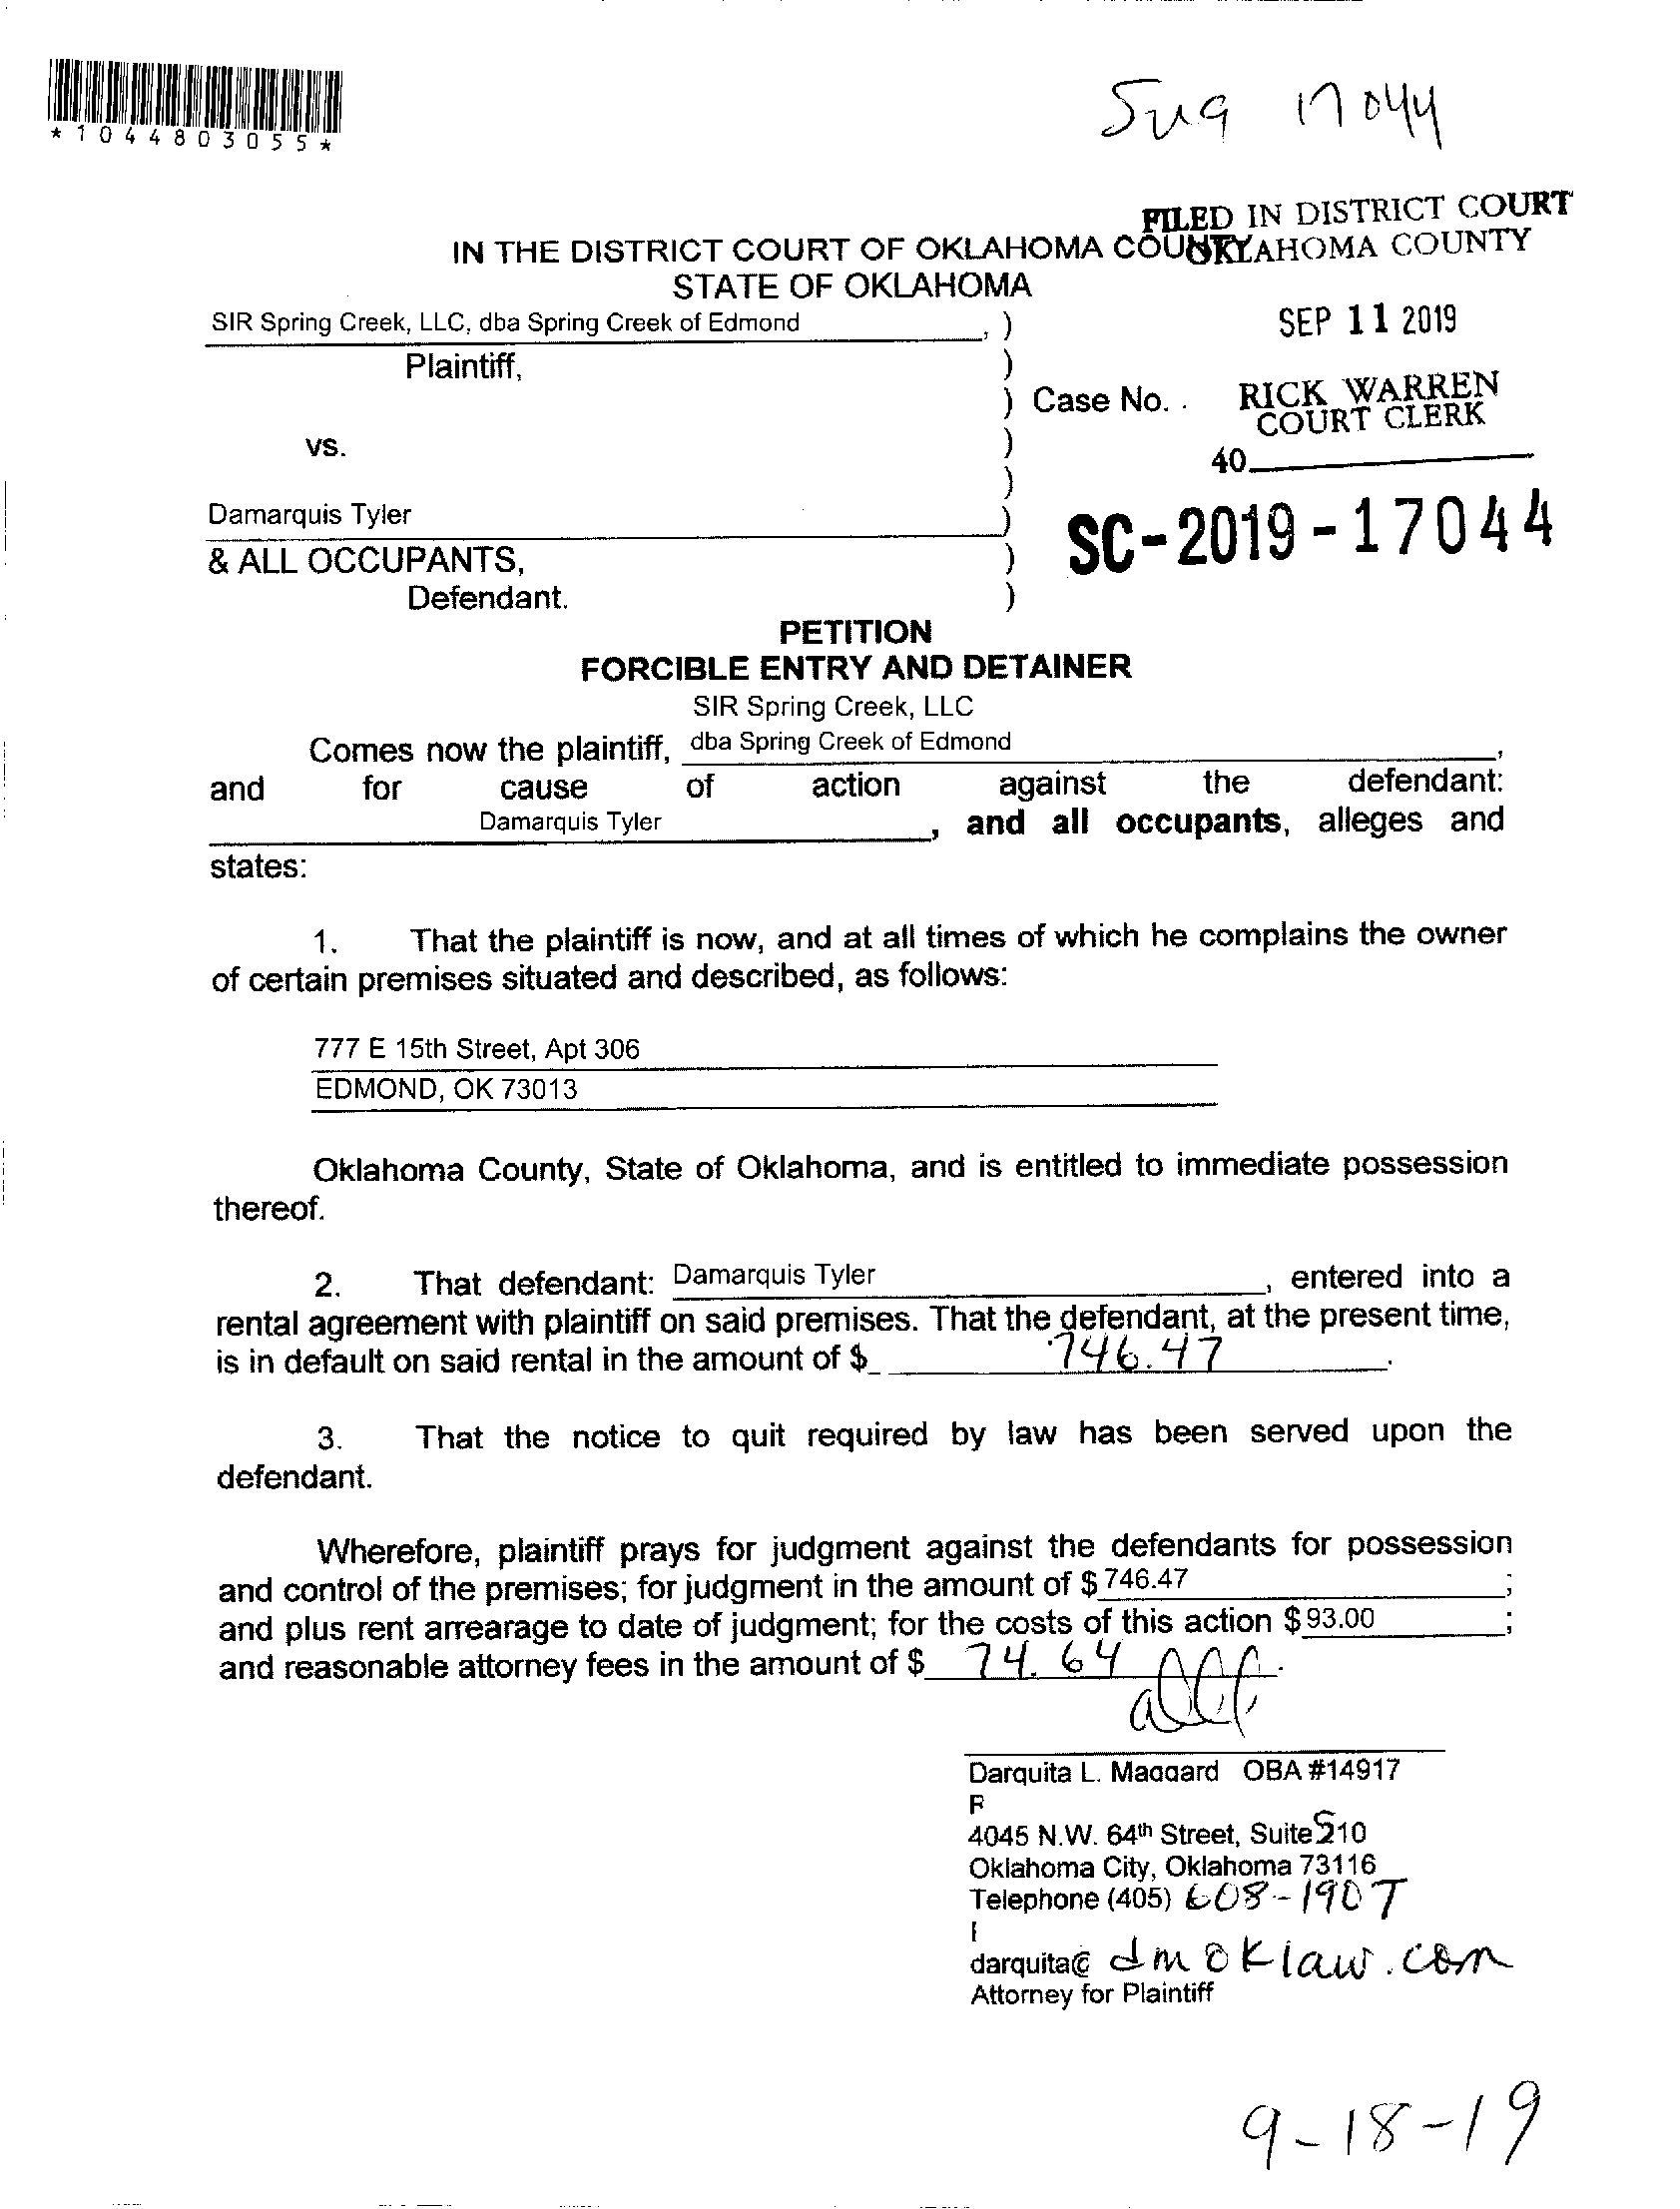 *1044803055*
17044
FILED IN DISTRICT COURT
IN THE DISTRICT COURT OF OKLAHOMA COUNTY
OKLAHOMA COUNTY
STATE OF OKLAHOMA
SIR Spring Creek, LLC, dba Spring Creek of Edmond , )
SEP 11 2019
Plaintiff, )
) Case No. .
RICK WARREN
COURT CLERK
vs. )
40
)
Damarquis Tyler )
SC-2019-17044
& ALL OCCUPANTS, )
Defendant. )
PETITION
FORCIBLE ENTRY AND DETAINER
SIR Spring Creek, LLC
Comes now the plaintiff, dba Spring Creek of Edmond ,
and for cause of action against the defendant:
Damarquis Tyler , and all occupants, alleges and
states:
1. That the plaintiff is now, and at all times of which he complains the owner
of certain premises situated and described, as follows:
777 E 15th Street, Apt 306
EDMOND, OK 73013
Oklahoma County, State of Oklahoma, and is entitled to immediate possession
thereof.
2. That defendant: Damarquis Tyler , entered into a
rental agreement with plaintiff on said premises. That the defendant, at the present time,
is in default on said rental in the amount of $ 746.47 .
3. That the notice to quit required by law has been served upon the
defendant.
Wherefore, plaintiff prays for judgment against the defendants for possession
and control of the premises; for judgment in the amount of $ 746.47 ;
and plus rent arrearage to date of judgment; for the costs of this action $ 93.00 ;
and reasonable attorney fees in the amount of $ 74.64 .
Darquita L. Maggard OBA #14917
4045 N.W. 64th Street, Suite 510
Oklahoma City, Oklahoma 73116
Telephone (405) 608-1907
darquita@dmoklaw.com
Attorney for Plaintiff
9-18-19